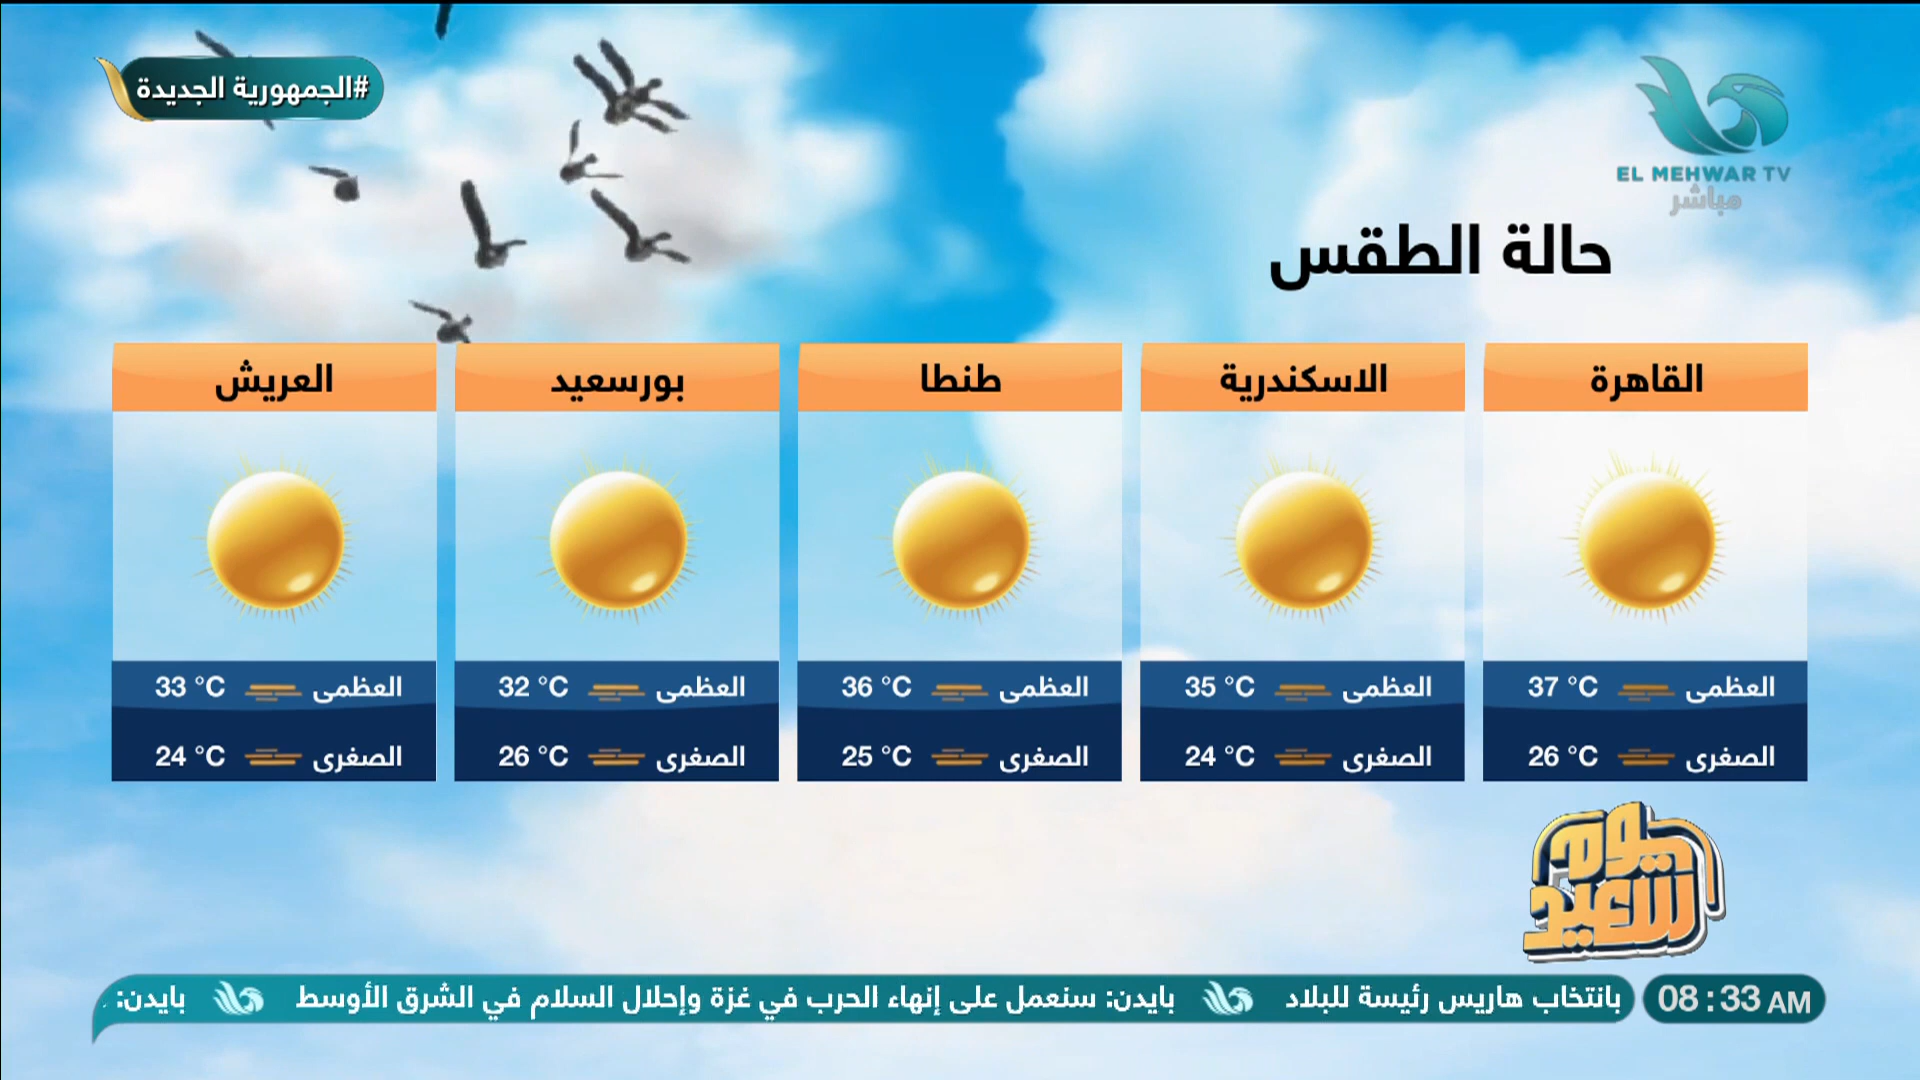 #الجمهورية الجديدة
EL MEHWAR TV
مباشر
حالة الطقس
القاهرة
العظمى 37 °C
الصغرى 26 °C
الاسكندرية
العظمى 35 °C
الصغرى 24 °C
طنطا
العظمى 36 °C
الصغرى 25 °C
بورسعيد
العظمى 32 °C
الصغرى 26 °C
العريش
العظمى 33 °C
الصغرى 24 °C
يوم
سعيد
08:33 AM
بانتخاب هاريس رئيسة للبلاد بايدن: سنعمل على إنهاء الحرب في غزة وإحلال السلام في الشرق الأوسط بايدن: